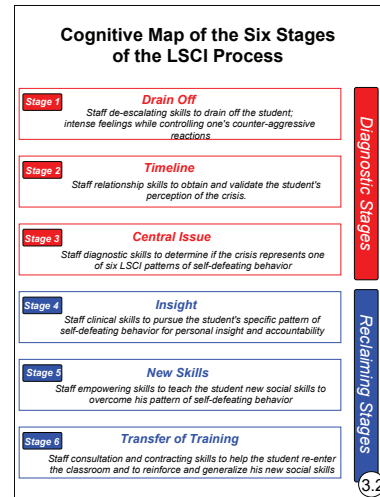 Cognitive Map of the Six Stages
of the LSCI Process
Stage 1
Drain Off
Staff de-escalating skills to drain off the student;
intense feelings while controlling one's counter-aggressive
reactions
Stage 2
Timeline
Staff relationship skills to obtain and validate the student's
perception of the crisis.
Stage 3
Central Issue
Staff diagnostic skills to determine if the crisis represents one
of six LSCI patterns of self-defeating behavior
Diagnostic Stages
Stage 4
Insight
Staff clinical skills to pursue the student's specific pattern of
self-defeating behavior for personal insight and accountability
Stage 5
New Skills
Staff empowering skills to teach the student new social skills to
overcome his pattern of self-defeating behavior
Stage 6
Transfer of Training
Staff consultation and contracting skills to help the student re-enter
the classroom and to reinforce and generalize his new social skills
Reclaiming Stages
3.2